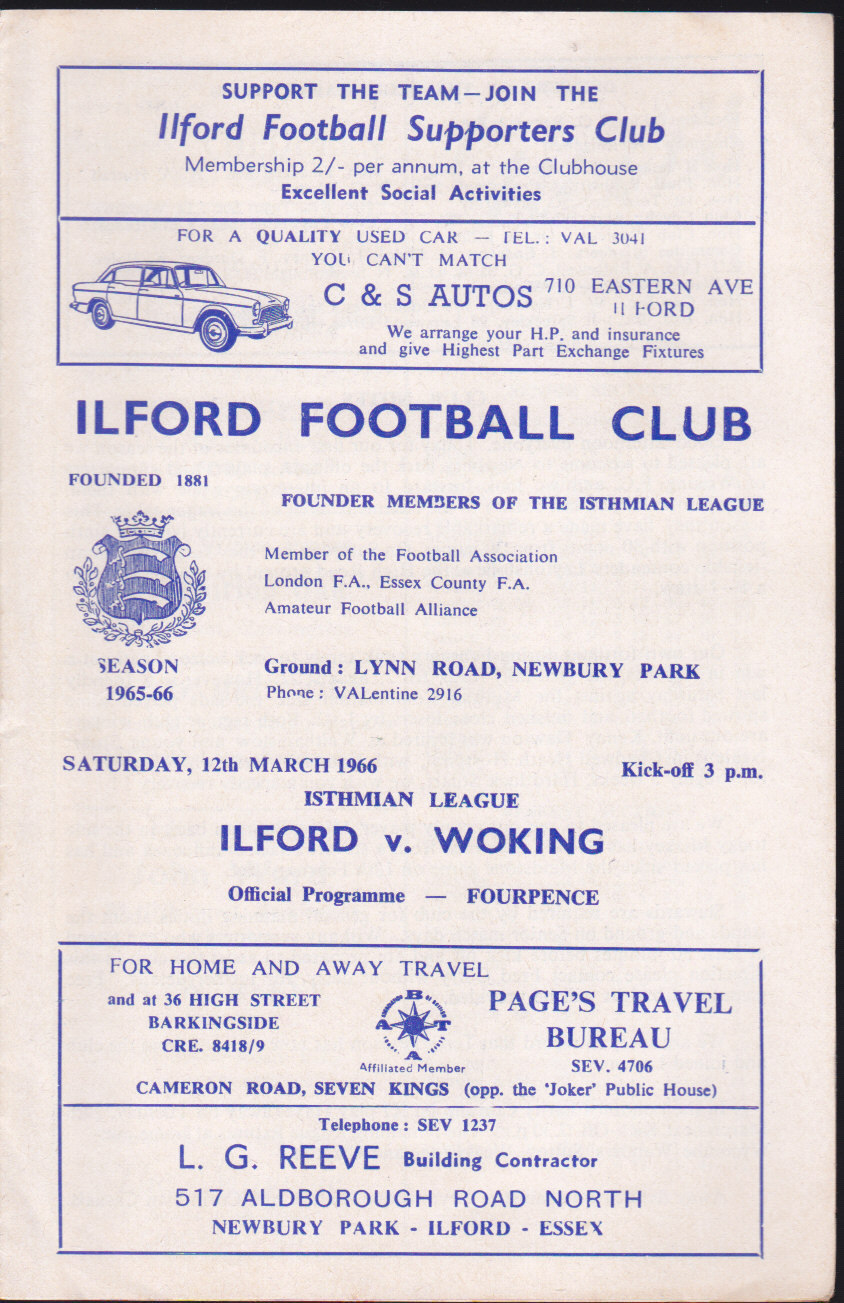 SUPPORT THE TEAM — JOIN THE
Ilford Football Supporters Club
Membership 2/- per annum, at the Clubhouse
Excellent Social Activities
FOR A QUALITY USED CAR — TEL.: VAL 3041
YOU CAN'T MATCH
C & S AUTOS 710 EASTERN AVE
ILFORD
We arrange your H.P. and insurance
and give Highest Part Exchange Fixtures
ILFORD FOOTBALL CLUB
FOUNDED 1881
FOUNDER MEMBERS OF THE ISTHMIAN LEAGUE
Member of the Football Association
London F.A., Essex County F.A.
Amateur Football Alliance
SEASON
1965-66
Ground : LYNN ROAD, NEWBURY PARK
Phone : VALentine 2916
SATURDAY, 12th MARCH 1966
Kick-off 3 p.m.
ISTHMIAN LEAGUE
ILFORD v. WOKING
Official Programme — FOURPENCE
FOR HOME AND AWAY TRAVEL
and at 36 HIGH STREET
BARKINGSIDE
CRE. 8418/9
A B T A
Affiliated Member
PAGE'S TRAVEL
BUREAU
SEV. 4706
CAMERON ROAD, SEVEN KINGS (opp. the 'Joker' Public House)
Telephone : SEV 1237
L. G. REEVE Building Contractor
517 ALDBOROUGH ROAD NORTH
NEWBURY PARK - ILFORD - ESSEX